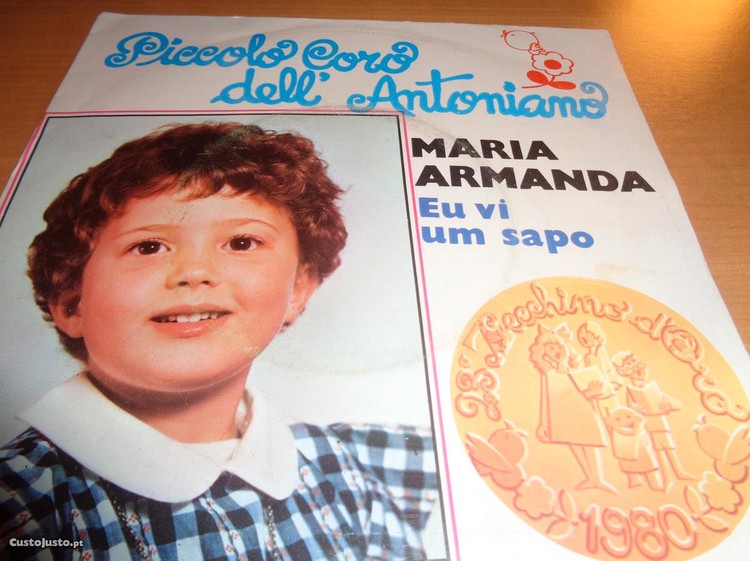 Piccolo Coro
dell' Antoniano
MARIA
ARMANDA
Eu vi
um sapo
23° Zecchino d'Oro
1980
CustoJusto.pt